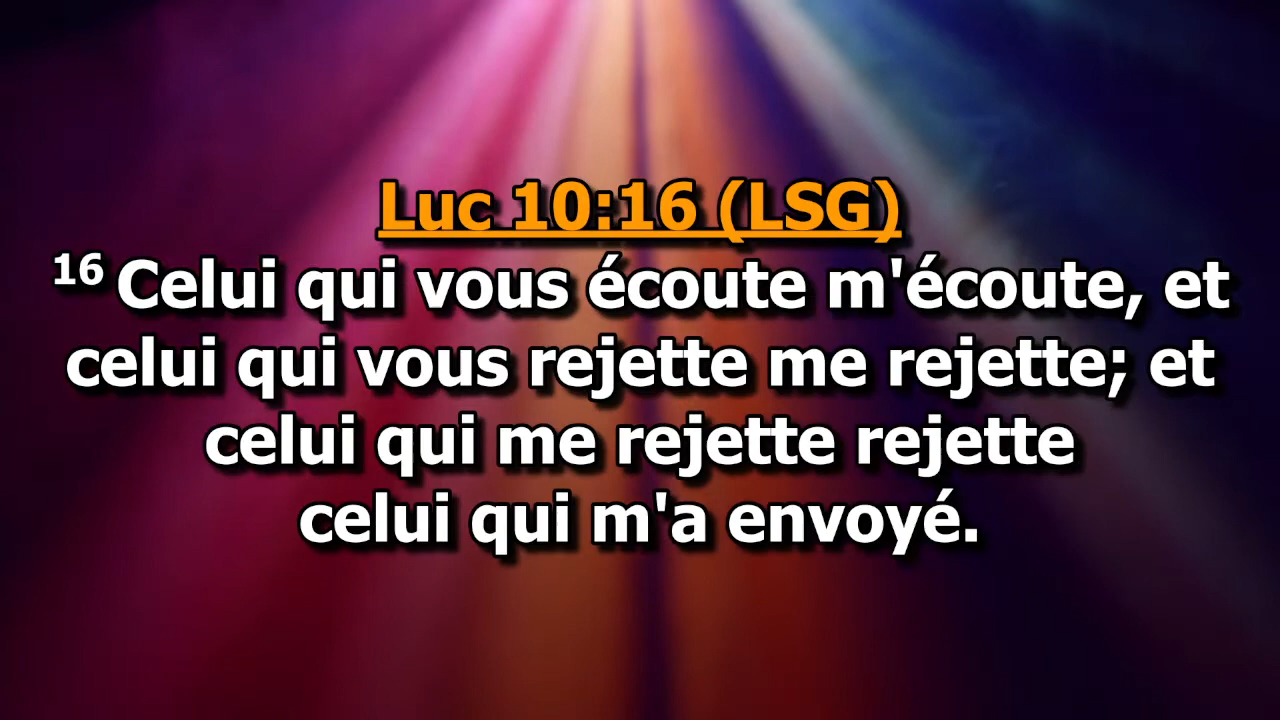 Luc 10:16 (LSG)
16 Celui qui vous écoute m'écoute, et
celui qui vous rejette me rejette; et
celui qui me rejette rejette
celui qui m'a envoyé.